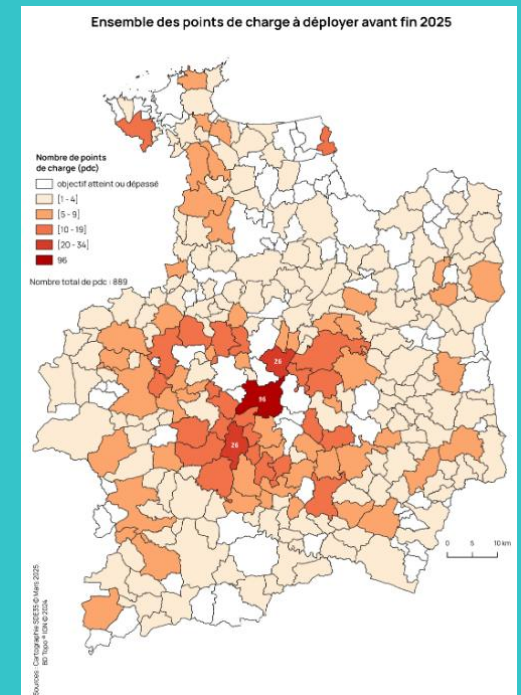 Ensemble des points de charge à déployer avant fin 2025
Nombre de points
de charge (pdc)
objectif atteint ou dépassé
[1 - 4]
[5 - 9]
[10 - 19]
[20 - 34]
96
Nombre total de pdc : 889
26
96
26
0 5 10 km
Sources : Cartographie SDE35 © Mars 2025
BD Topo ® IGN © 2024